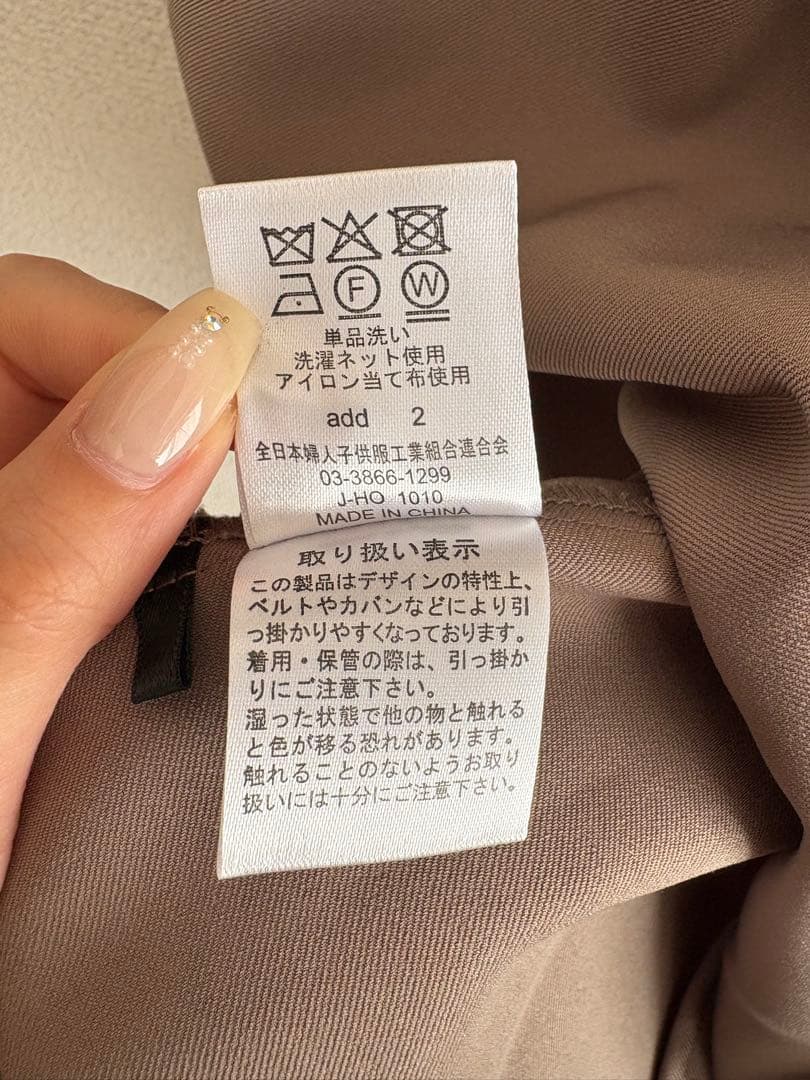 F W
単品洗い
洗濯ネット使用
アイロン当て布使用
add 2
全日本婦人子供服工業組合連合会
03-3866-1299
J-HO 1010
MADE IN CHINA
取り扱い表示
この製品はデザインの特性上、
ベルトやカバンなどにより引
っ掛かりやすくなっております。
着用・保管の際は、引っ掛か
りにご注意下さい。
湿った状態で他の物と触れる
と色が移る恐れがあります。
触れることのないようお取り
扱いには十分にご注意下さい。